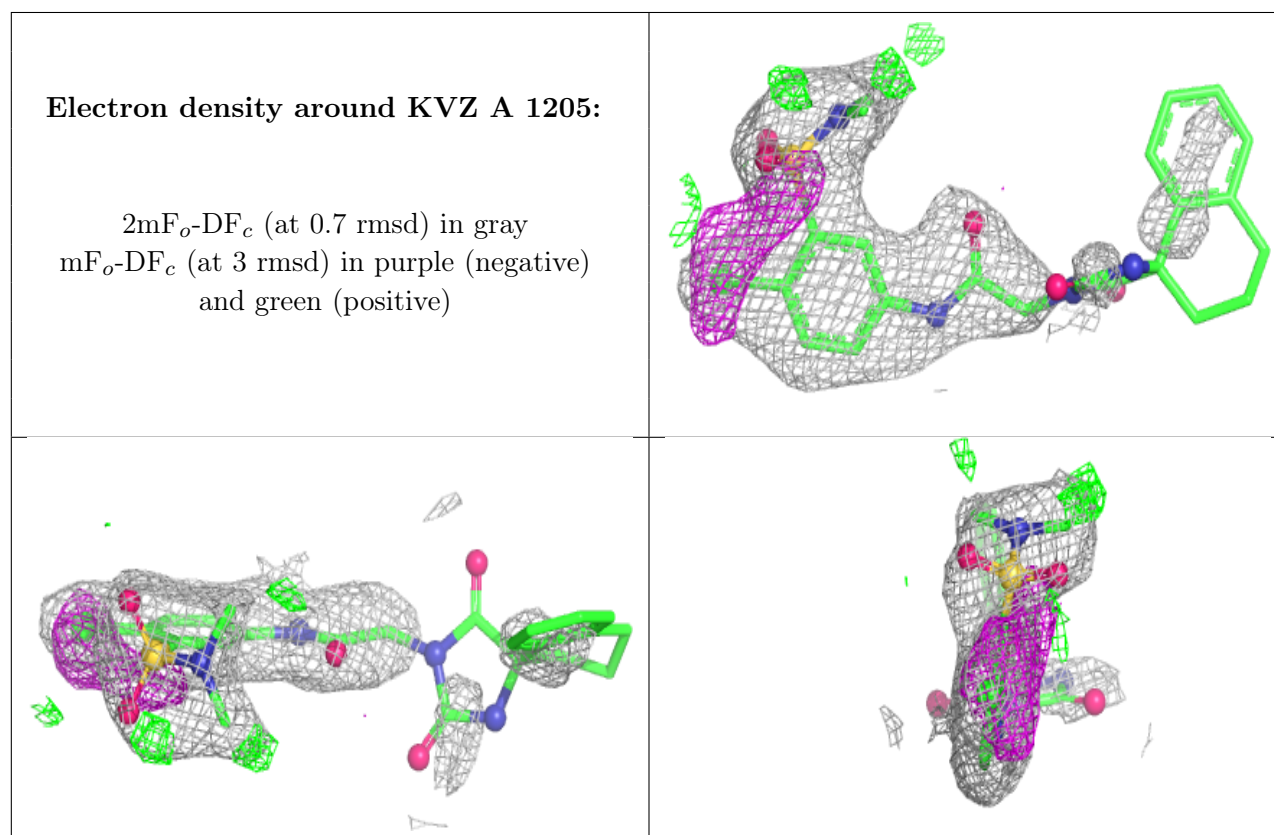 Electron density around KVZ A 1205:
2mFo-DFc (at 0.7 rmsd) in gray
mFo-DFc (at 3 rmsd) in purple (negative)
and green (positive)